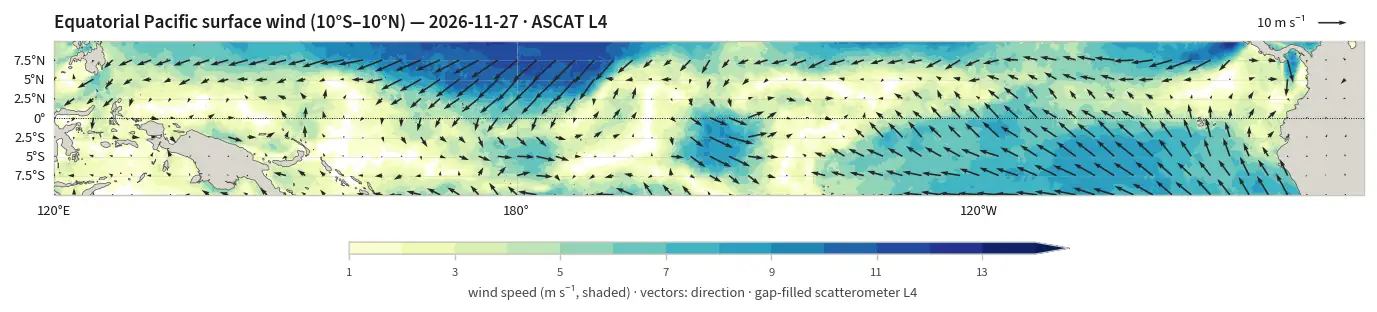 Equatorial Pacific surface wind (10°S–10°N) — 2026-11-27 · ASCAT L4
10 m s⁻¹
7.5°N
5°N
2.5°N
0°
2.5°S
5°S
7.5°S
120°E 180° 120°W
1 3 5 7 9 11 13
wind speed (m s⁻¹, shaded) · vectors: direction · gap-filled scatterometer L4